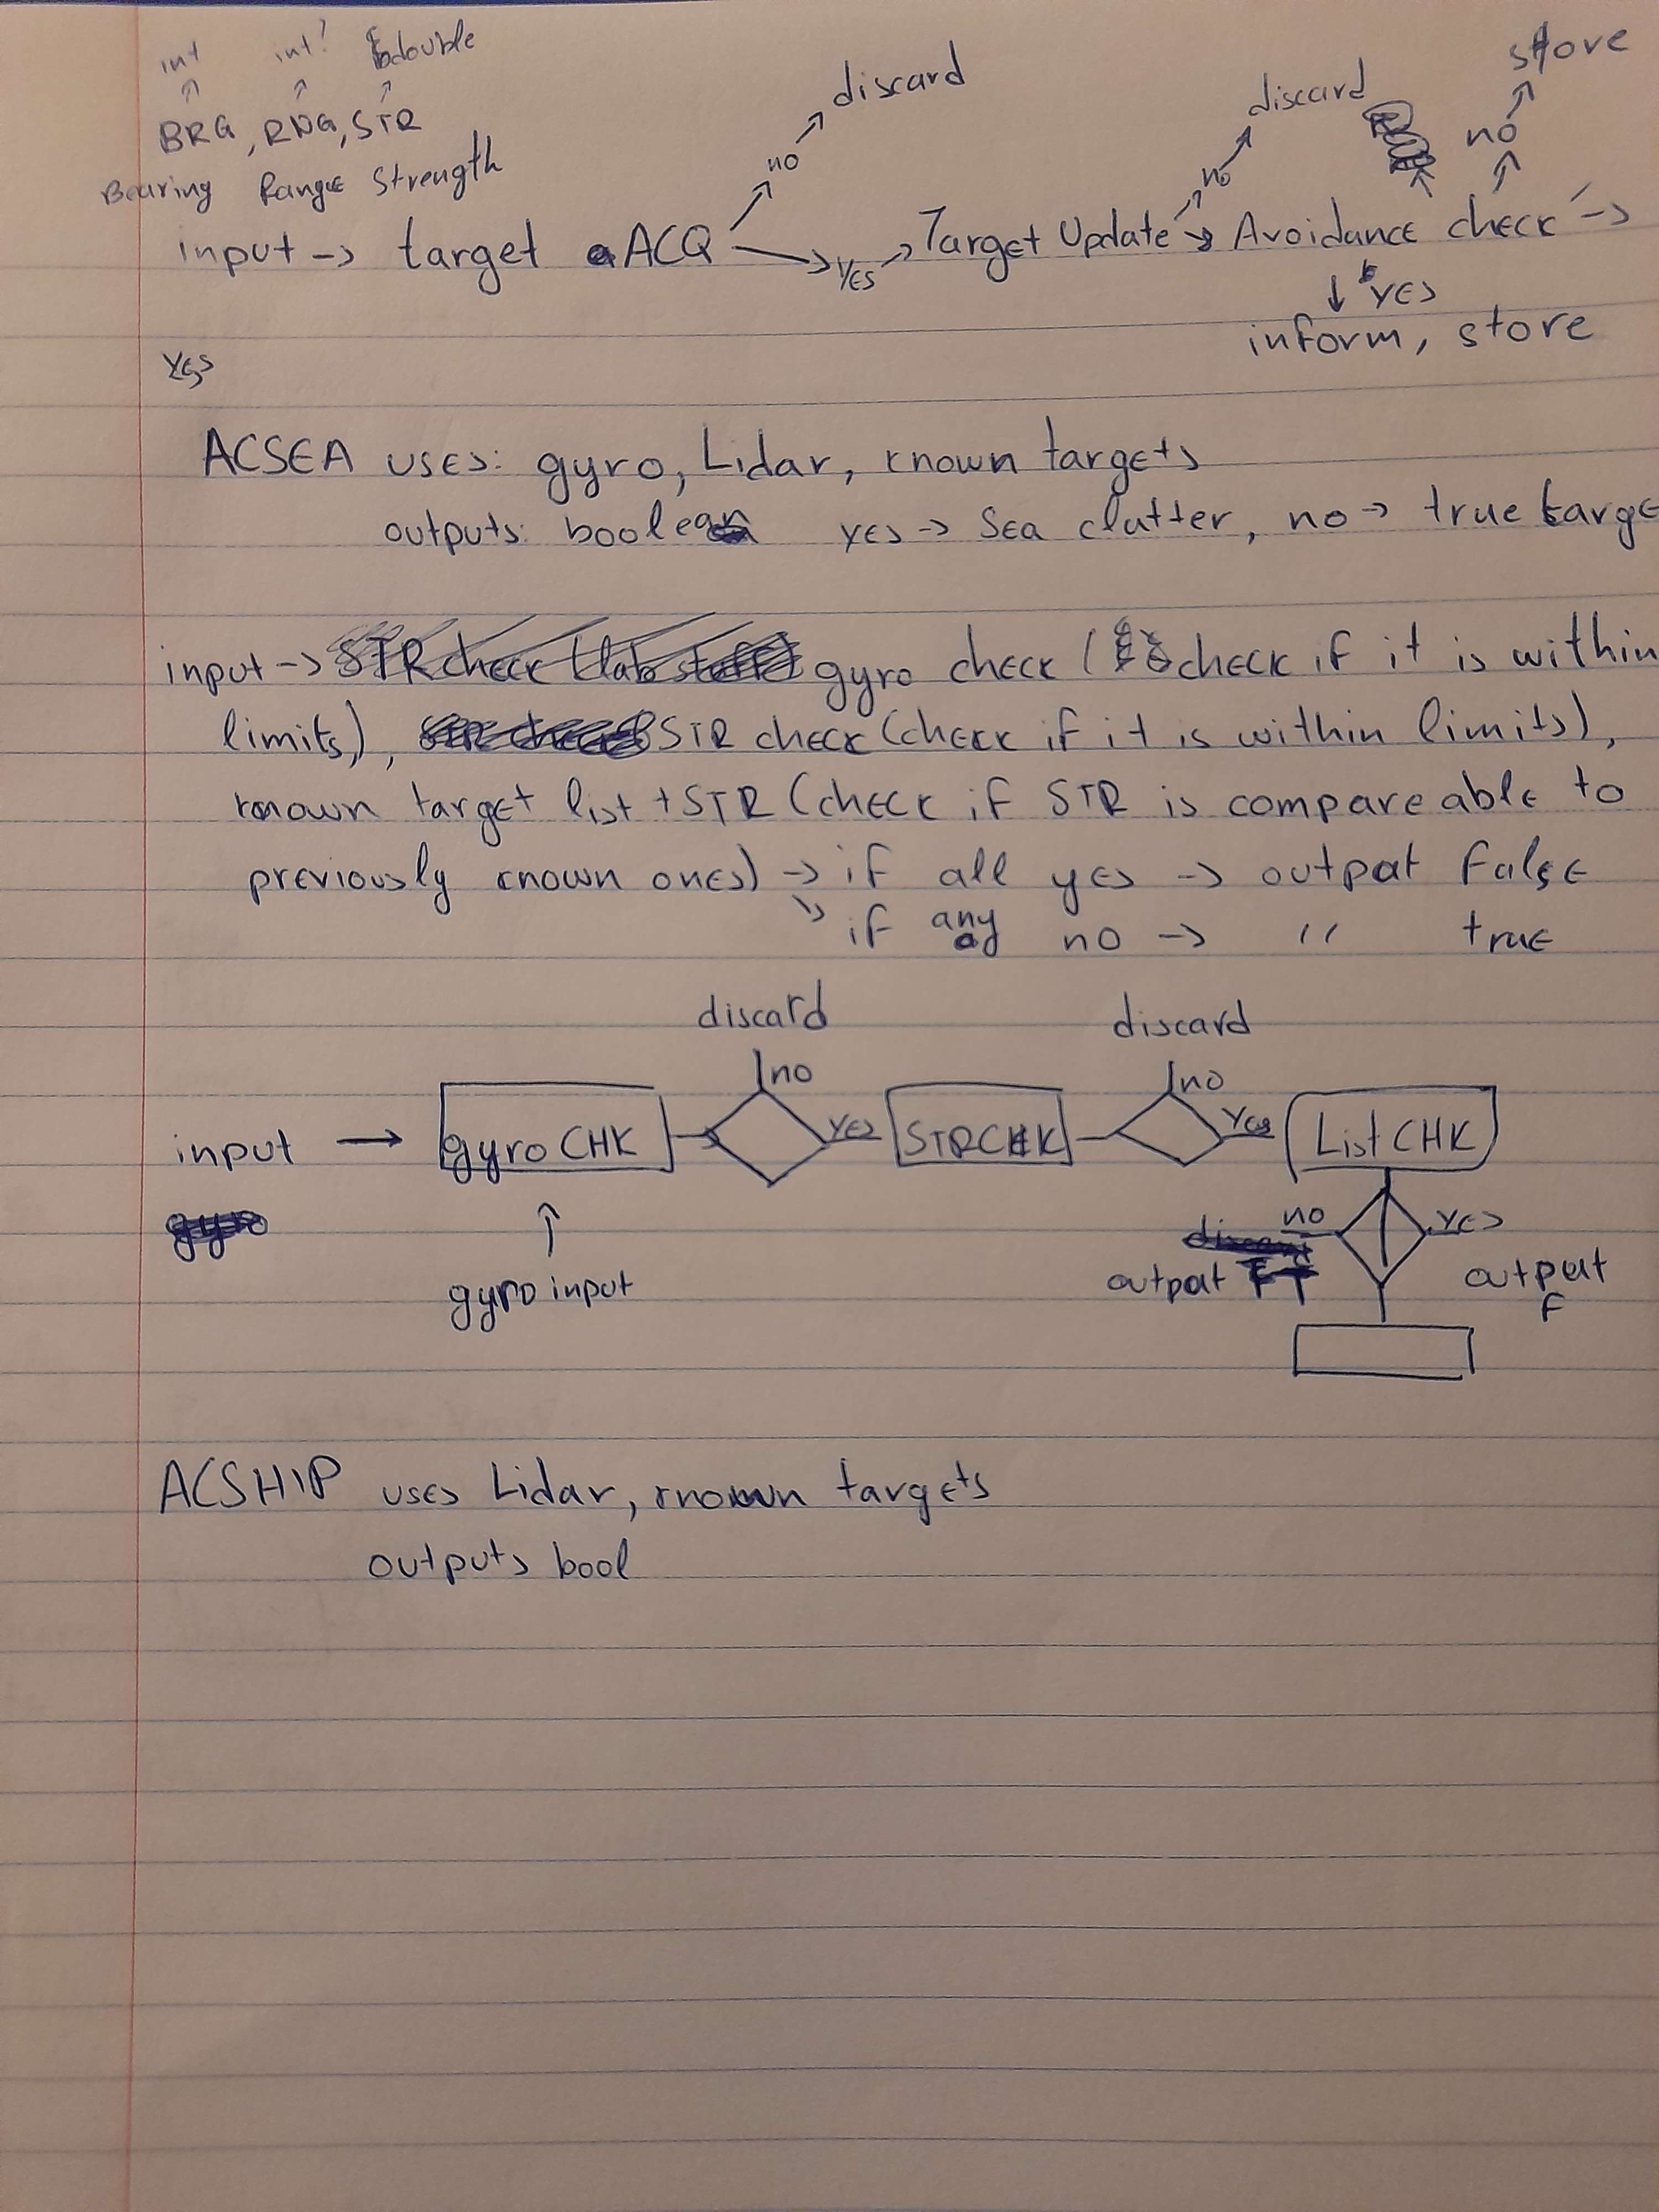 int int? double
BRG, RNG, STR
Bearing Range Strength
discard
discard
store
no
no
no
input -> target ACQ -> YES -> Target Update -> Avoidance check ->
↓ YES
inform, store
YES
ACSEA uses: gyro, Lidar, known targets
outputs: boolean yes -> Sea clutter, no -> true targe
input -> gyro check (check if it is within
limits), STR check (check if it is within limits),
known target list + STR (check if STR is compareable to
previously known ones) -> if all yes -> output False
if any no -> " true
discard discard
no no
input -> gyro CHK YES STRCHK YES List CHK
gyro
no YES
gyro input
output output
F
ACSHIP uses Lidar, known targets
outputs bool